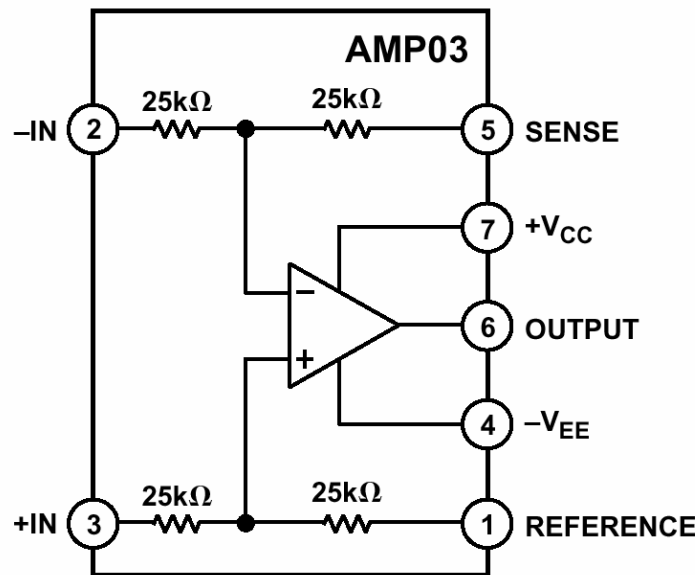 AMP03
25kΩ 25kΩ
–IN 2 5 SENSE
7 +VCC
–
6 OUTPUT
+
4 –VEE
25kΩ 25kΩ
+IN 3 1 REFERENCE